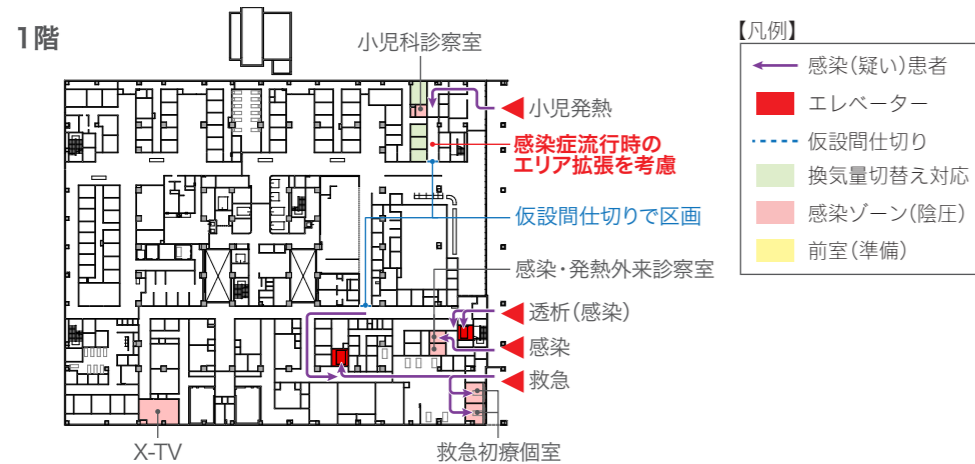 1階
小児科診察室
小児発熱
感染症流行時の
エリア拡張を考慮
仮設間仕切りで区画
感染・発熱外来診察室
透析(感染)
感染
救急
X-TV
救急初療個室
【凡例】
感染(疑い)患者
エレベーター
仮設間仕切り
換気量切替え対応
感染ゾーン(陰圧)
前室(準備)